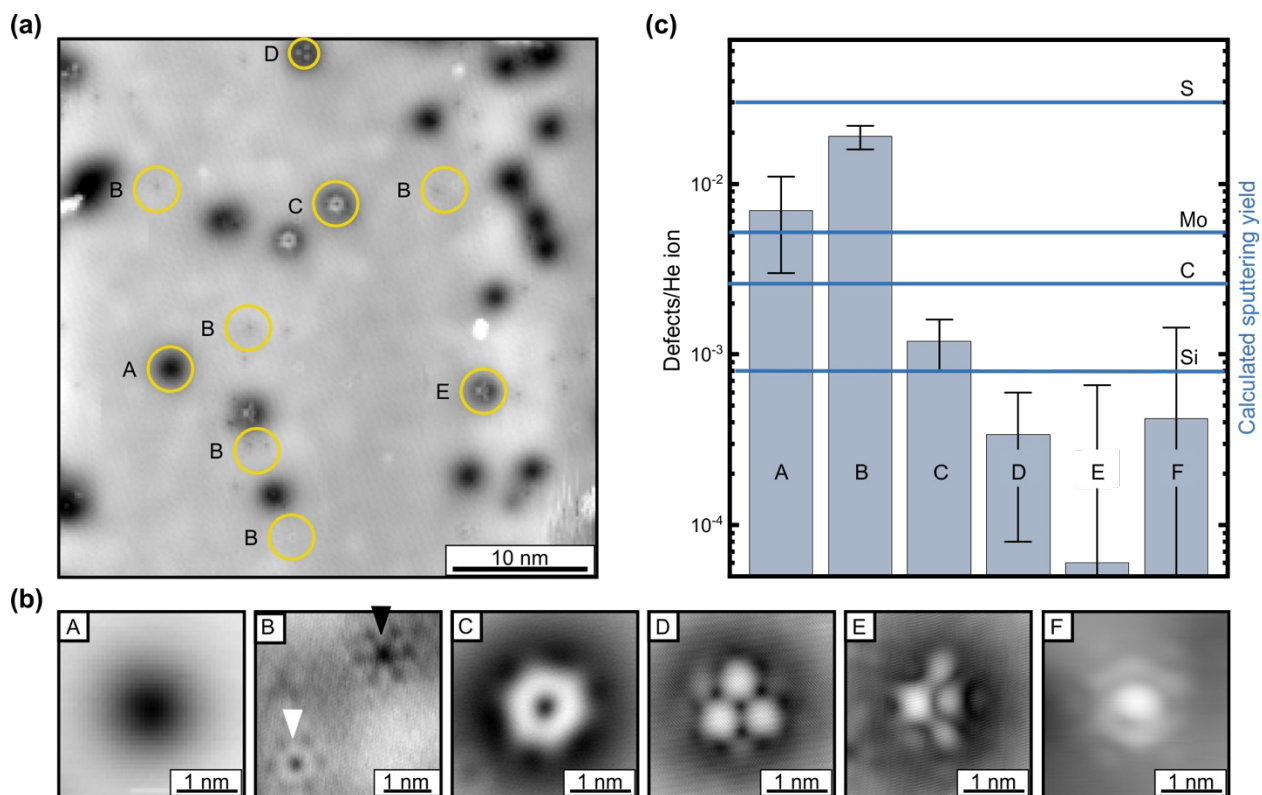 (a)
D
B
B
C
B
A
E
B
B
10 nm
(c)
Defects/He ion
10⁻²
10⁻³
10⁻⁴
S
Mo
C
Si
A B C D E F
Calculated sputtering yield
(b)
A
1 nm
B
1 nm
C
1 nm
D
1 nm
E
1 nm
F
1 nm